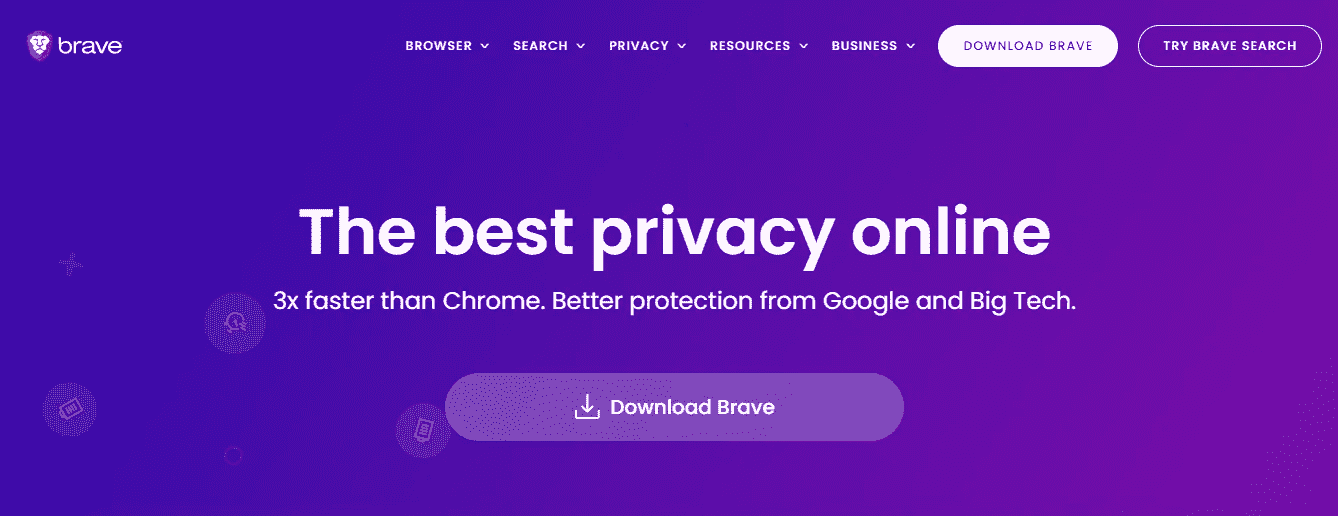 brave
BROWSER SEARCH PRIVACY RESOURCES BUSINESS DOWNLOAD BRAVE TRY BRAVE SEARCH
The best privacy online
3x faster than Chrome. Better protection from Google and Big Tech.
Download Brave